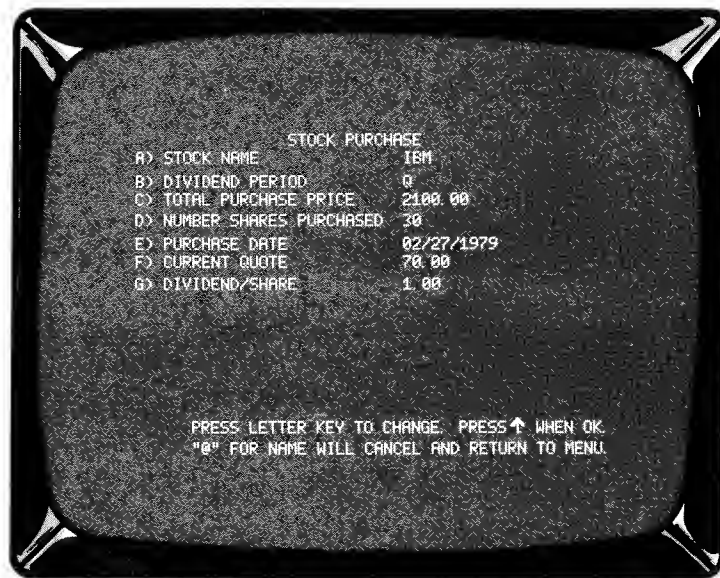 STOCK PURCHASE
A) STOCK NAME IBM
B) DIVIDEND PERIOD Q
C) TOTAL PURCHASE PRICE 2100.00
D) NUMBER SHARES PURCHASED 30
E) PURCHASE DATE 02/27/1979
F) CURRENT QUOTE 70.00
G) DIVIDEND/SHARE 1.00
PRESS LETTER KEY TO CHANGE. PRESS ↑ WHEN OK.
"@" FOR NAME WILL CANCEL AND RETURN TO MENU.